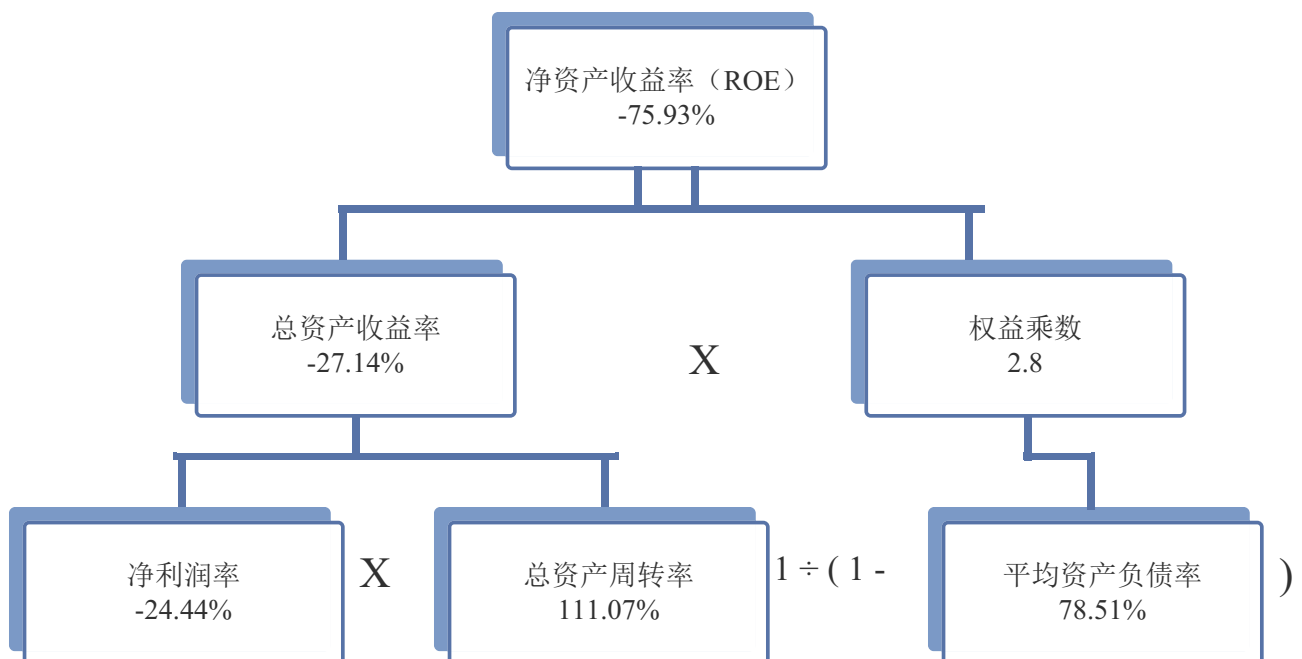 净资产收益率（ROE）
-75.93%
总资产收益率
-27.14%
X
权益乘数
2.8
净利润率
-24.44%
X
总资产周转率
111.07%
1 ÷ ( 1 -
平均资产负债率
78.51%
)